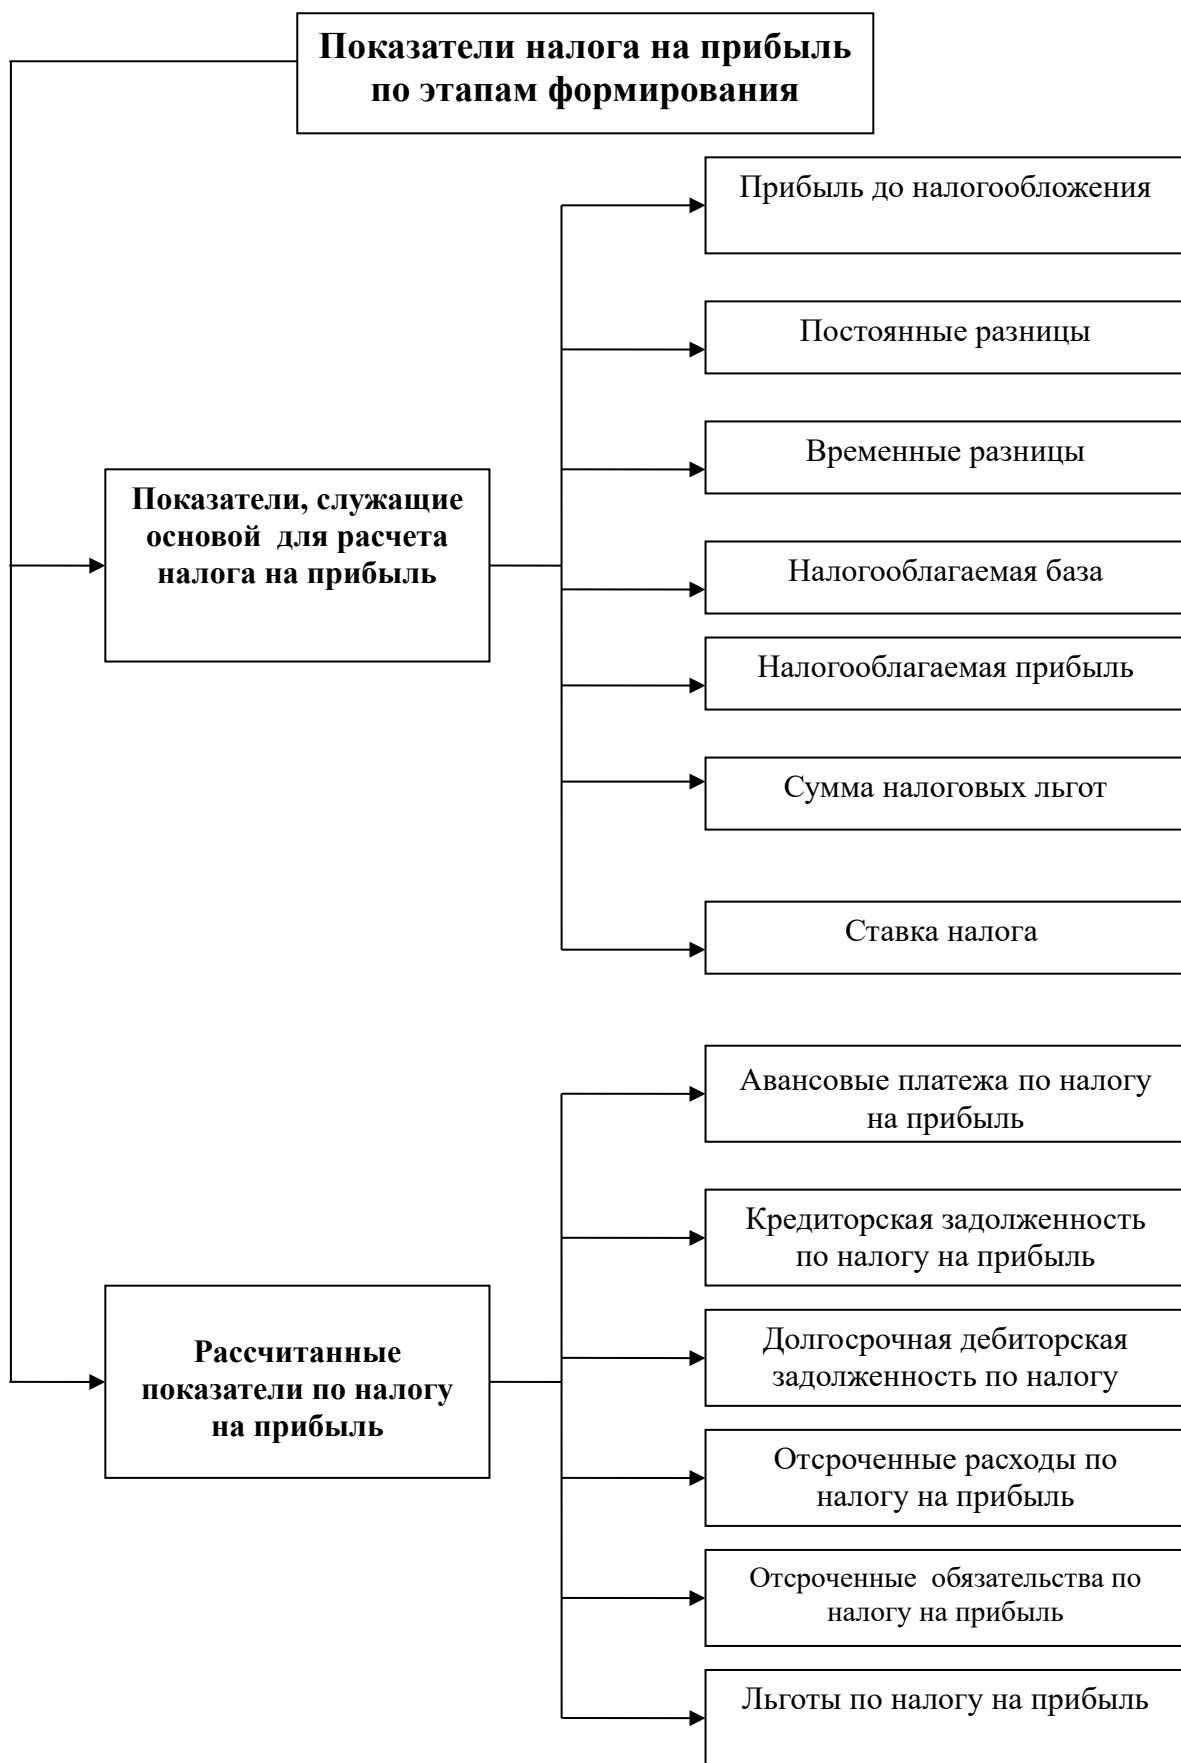 Показатели налога на прибыль
по этапам формирования
Прибыль до налогообложения
Постоянные разницы
Временные разницы
Показатели, служащие
основой для расчета
налога на прибыль
Налогооблагаемая база
Налогооблагаемая прибыль
Сумма налоговых льгот
Ставка налога
Авансовые платежа по налогу
на прибыль
Кредиторская задолженность
по налогу на прибыль
Рассчитанные
показатели по налогу
на прибыль
Долгосрочная дебиторская
задолженность по налогу
Отсроченные расходы по
налогу на прибыль
Отсроченные обязательства по
налогу на прибыль
Льготы по налогу на прибыль